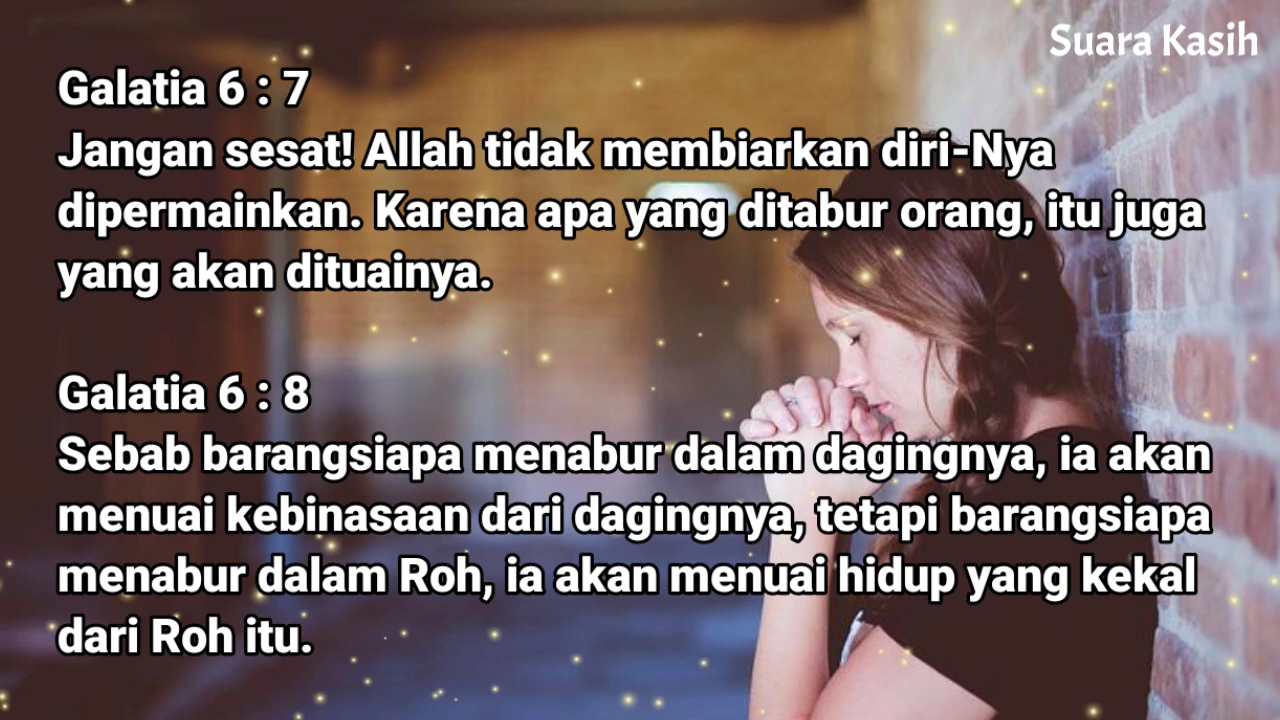 Suara Kasih
Galatia 6 : 7
Jangan sesat! Allah tidak membiarkan diri-Nya
dipermainkan. Karena apa yang ditabur orang, itu juga
yang akan dituainya.
Galatia 6 : 8
Sebab barangsiapa menabur dalam dagingnya, ia akan
menuai kebinasaan dari dagingnya, tetapi barangsiapa
menabur dalam Roh, ia akan menuai hidup yang kekal
dari Roh itu.